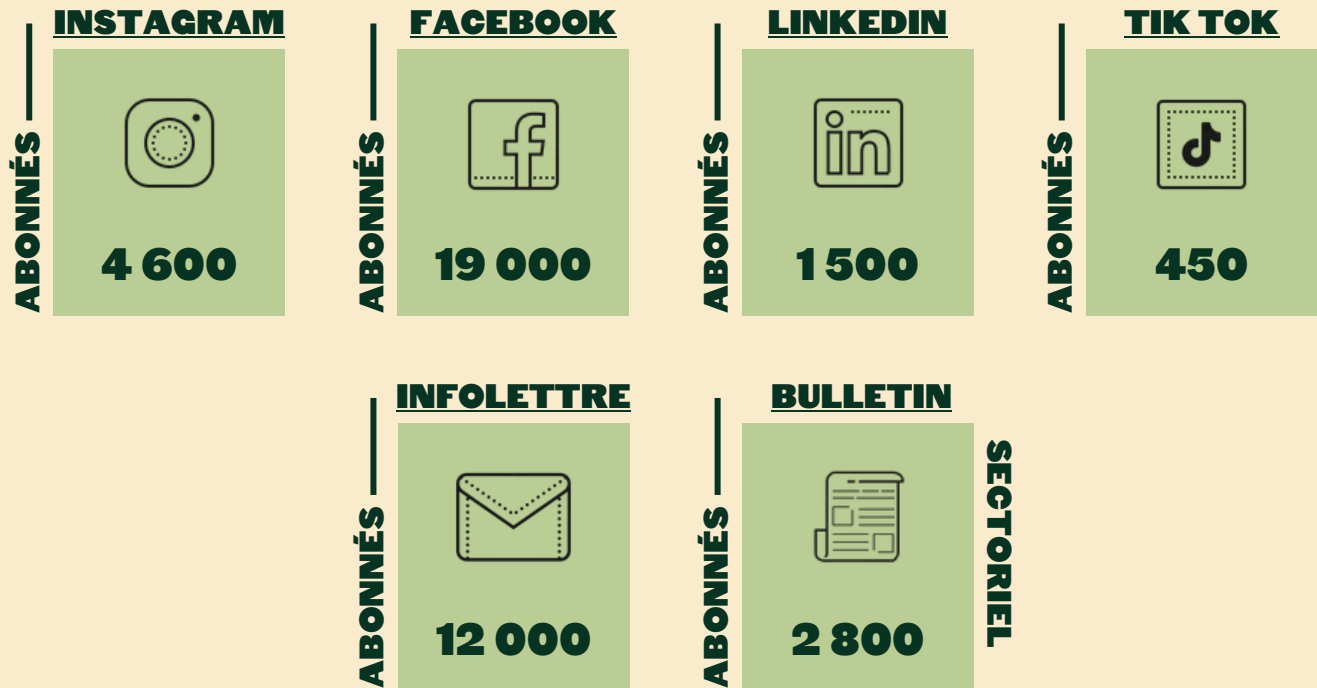 INSTAGRAM
ABONNÉS
4 600
FACEBOOK
ABONNÉS
19 000
LINKEDIN
ABONNÉS
in
1 500
TIK TOK
ABONNÉS
450
INFOLETTRE
ABONNÉS
12 000
BULLETIN
SECTORIEL
ABONNÉS
2 800